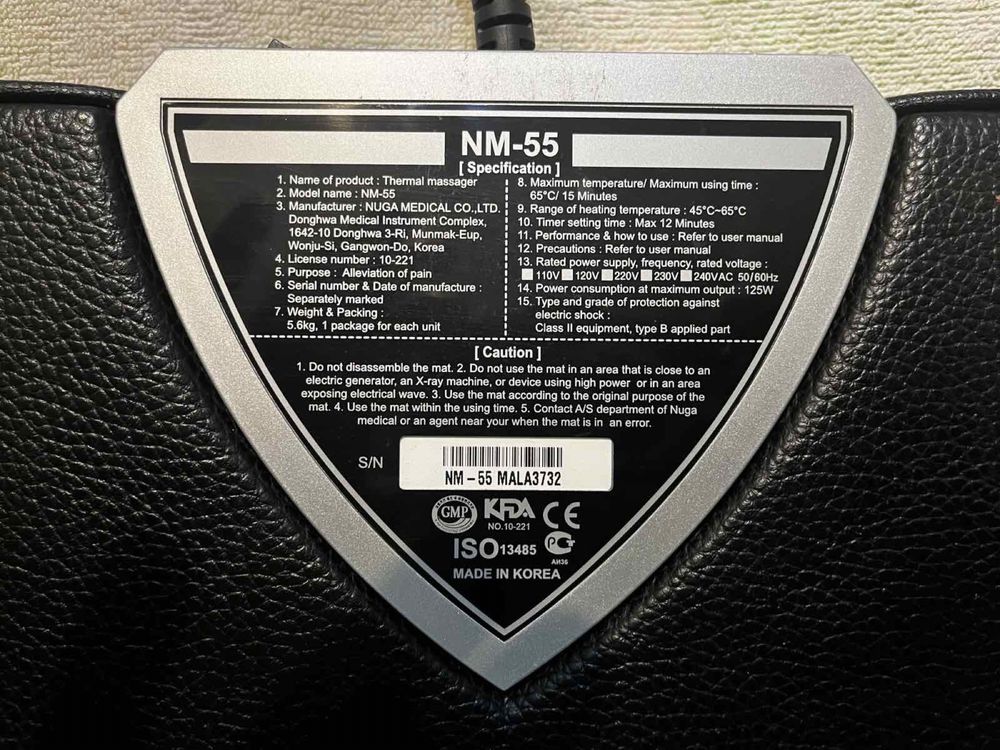 NM-55
[ Specification ]
1. Name of product : Thermal massager
2. Model name : NM-55
3. Manufacturer : NUGA MEDICAL CO.,LTD.
Donghwa Medical Instrument Complex,
1642-10 Donghwa 3-Ri, Munmak-Eup,
Wonju-Si, Gangwon-Do, Korea
4. License number : 10-221
5. Purpose : Alleviation of pain
6. Serial number & Date of manufacture :
Separately marked
7. Weight & Packing :
5.6kg, 1 package for each unit
8. Maximum temperature/ Maximum using time :
65°C/ 15 Minutes
9. Range of heating temperature : 45°C~65°C
10. Timer setting time : Max 12 Minutes
11. Performance & how to use : Refer to user manual
12. Precautions : Refer to user manual
13. Rated power supply, frequency, rated voltage :
110V 120V 220V 230V 240VAC 50/60Hz
14. Power consumption at maximum output : 125W
15. Type and grade of protection against
electric shock :
Class II equipment, type B applied part
[ Caution ]
1. Do not disassemble the mat. 2. Do not use the mat in an area that is close to an
electric generator, an X-ray machine, or device using high power or in an area
exposing electrical wave. 3. Use the mat according to the original purpose of the
mat. 4. Use the mat within the using time. 5. Contact A/S department of Nuga
medical or an agent near your when the mat is in an error.
S/N
NM - 55 MALA3732
GMP KFDA CE
NO.10-221
ISO 13485 PCT
АН36
MADE IN KOREA